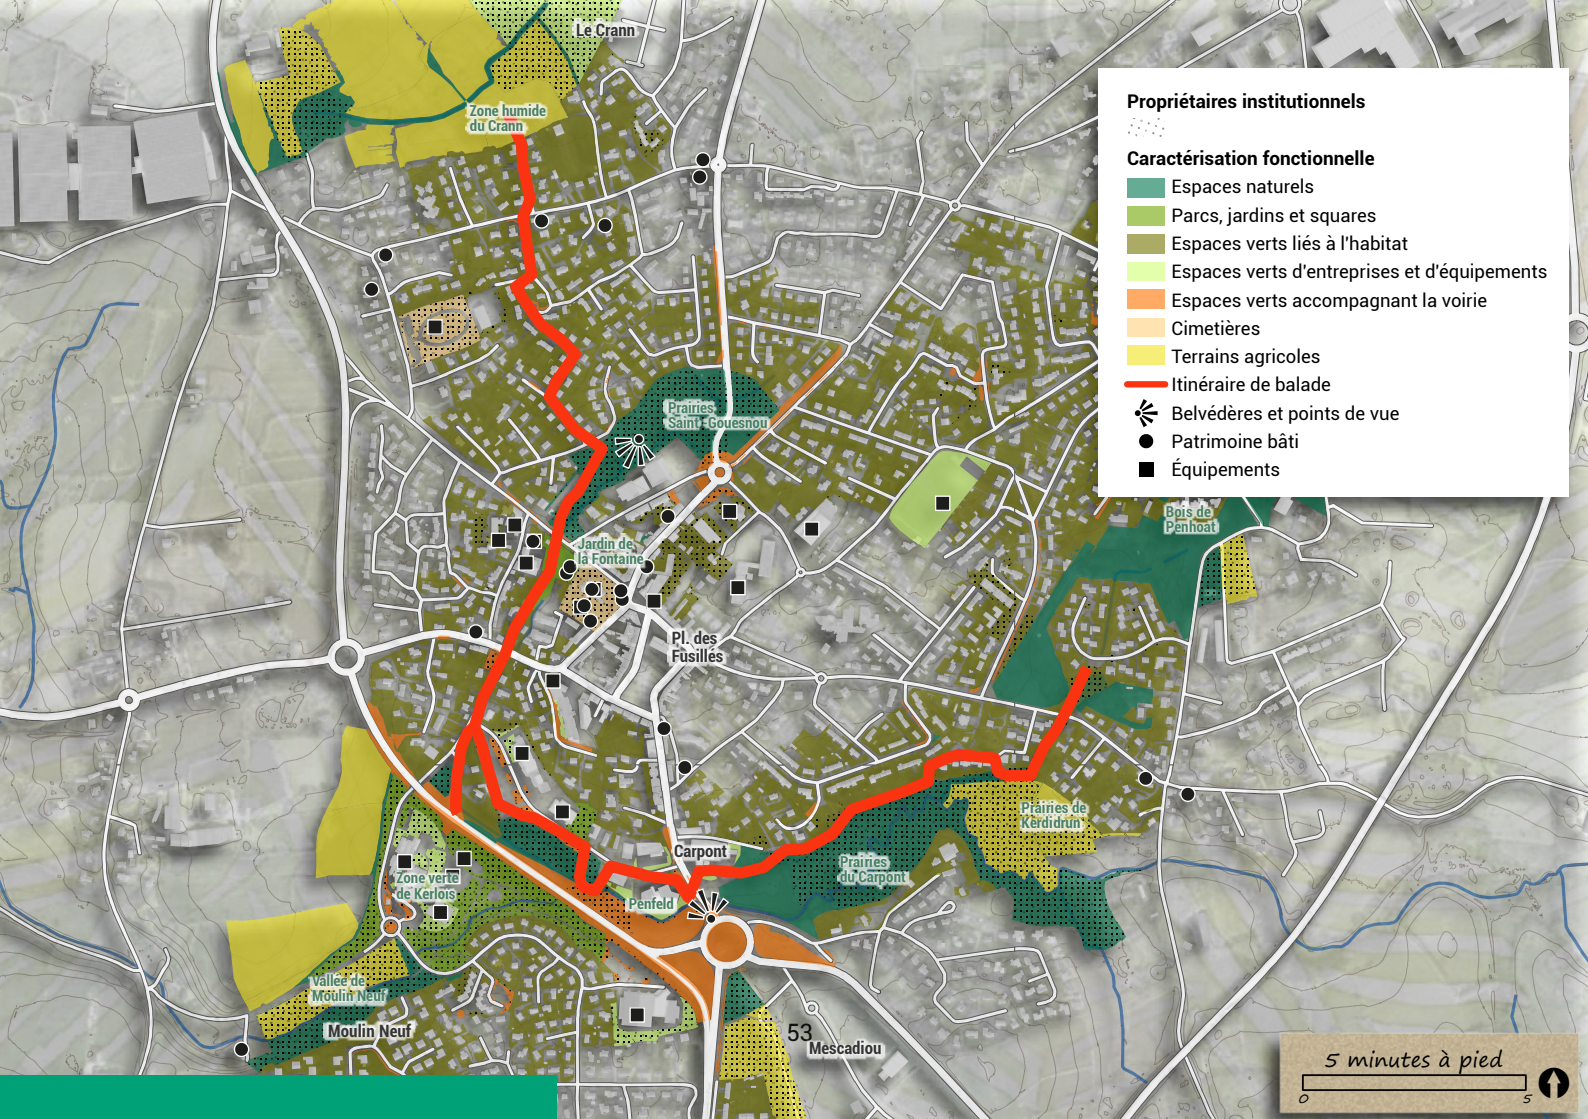 Le Crann
Zone humide
du Crann
Propriétaires institutionnels
Caractérisation fonctionnelle
Espaces naturels
Parcs, jardins et squares
Espaces verts liés à l'habitat
Espaces verts d'entreprises et d'équipements
Espaces verts accompagnant la voirie
Cimetières
Terrains agricoles
Itinéraire de balade
Belvédères et points de vue
Patrimoine bâti
Équipements
Prairies
Saint-Gouesnou
Bois de
Penhoat
Jardin de
la Fontaine
Pl. des
Fusillés
Prairies de
Kerdidrun
Carpont
Prairies
du Carpont
Zone verte
de Kerlois
Penfeld
Vallée de
Moulin Neuf
Moulin Neuf
53
Mescadiou
5 minutes à pied
0 5